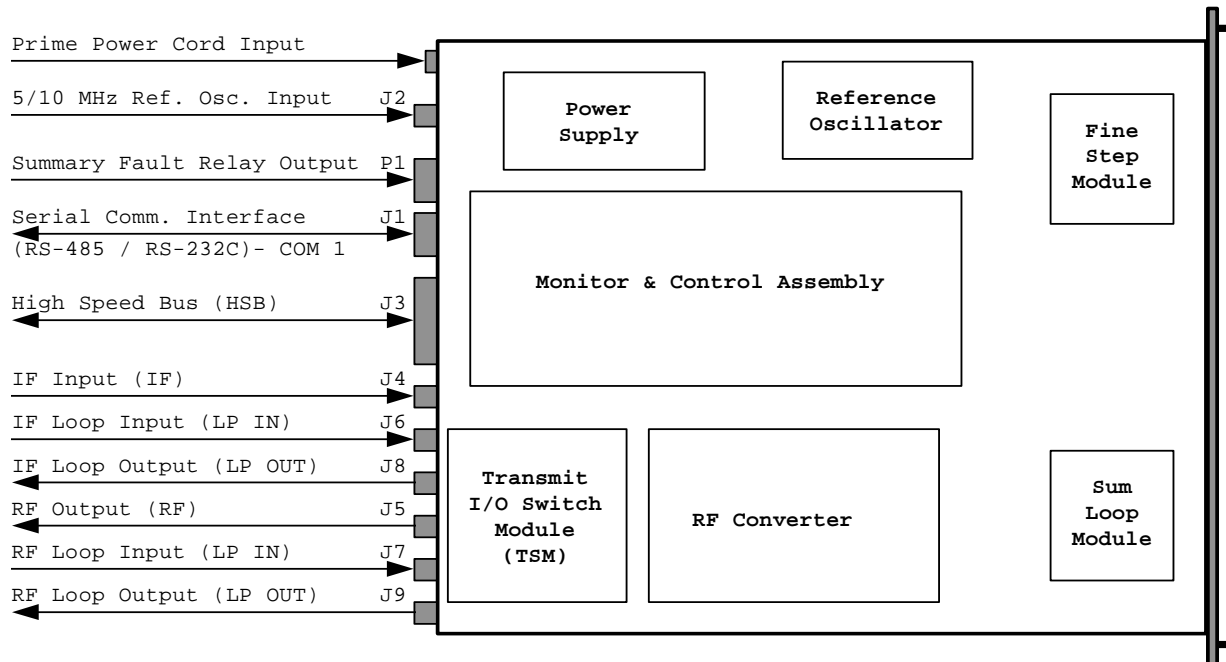 Prime Power Cord Input
5/10 MHz Ref. Osc. Input J2
Summary Fault Relay Output P1
Serial Comm. Interface J1
(RS-485 / RS-232C)- COM 1
High Speed Bus (HSB) J3
IF Input (IF) J4
IF Loop Input (LP IN) J6
IF Loop Output (LP OUT) J8
RF Output (RF) J5
RF Loop Input (LP IN) J7
RF Loop Output (LP OUT) J9
Power
Supply
Reference
Oscillator
Fine
Step
Module
Monitor & Control Assembly
Transmit
I/O Switch
Module
(TSM)
RF Converter
Sum
Loop
Module